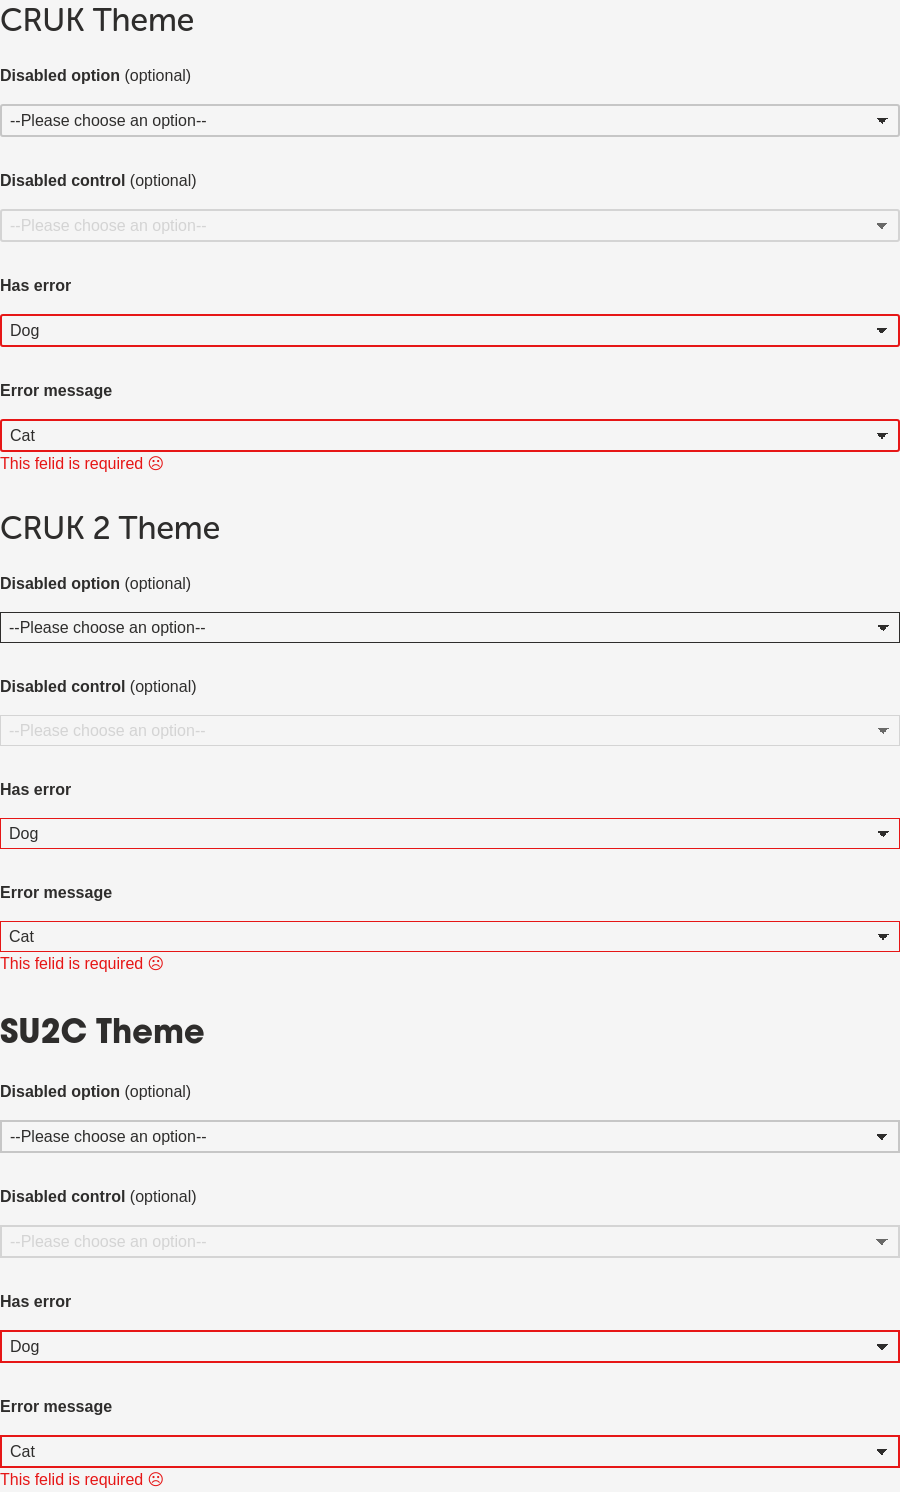 CRUK Theme
Disabled option (optional)
--Please choose an option--
Disabled control (optional)
--Please choose an option--
Has error
Dog
Error message
Cat
This felid is required ☹
CRUK 2 Theme
Disabled option (optional)
--Please choose an option--
Disabled control (optional)
--Please choose an option--
Has error
Dog
Error message
Cat
This felid is required ☹
SU2C Theme
Disabled option (optional)
--Please choose an option--
Disabled control (optional)
--Please choose an option--
Has error
Dog
Error message
Cat
This felid is required ☹